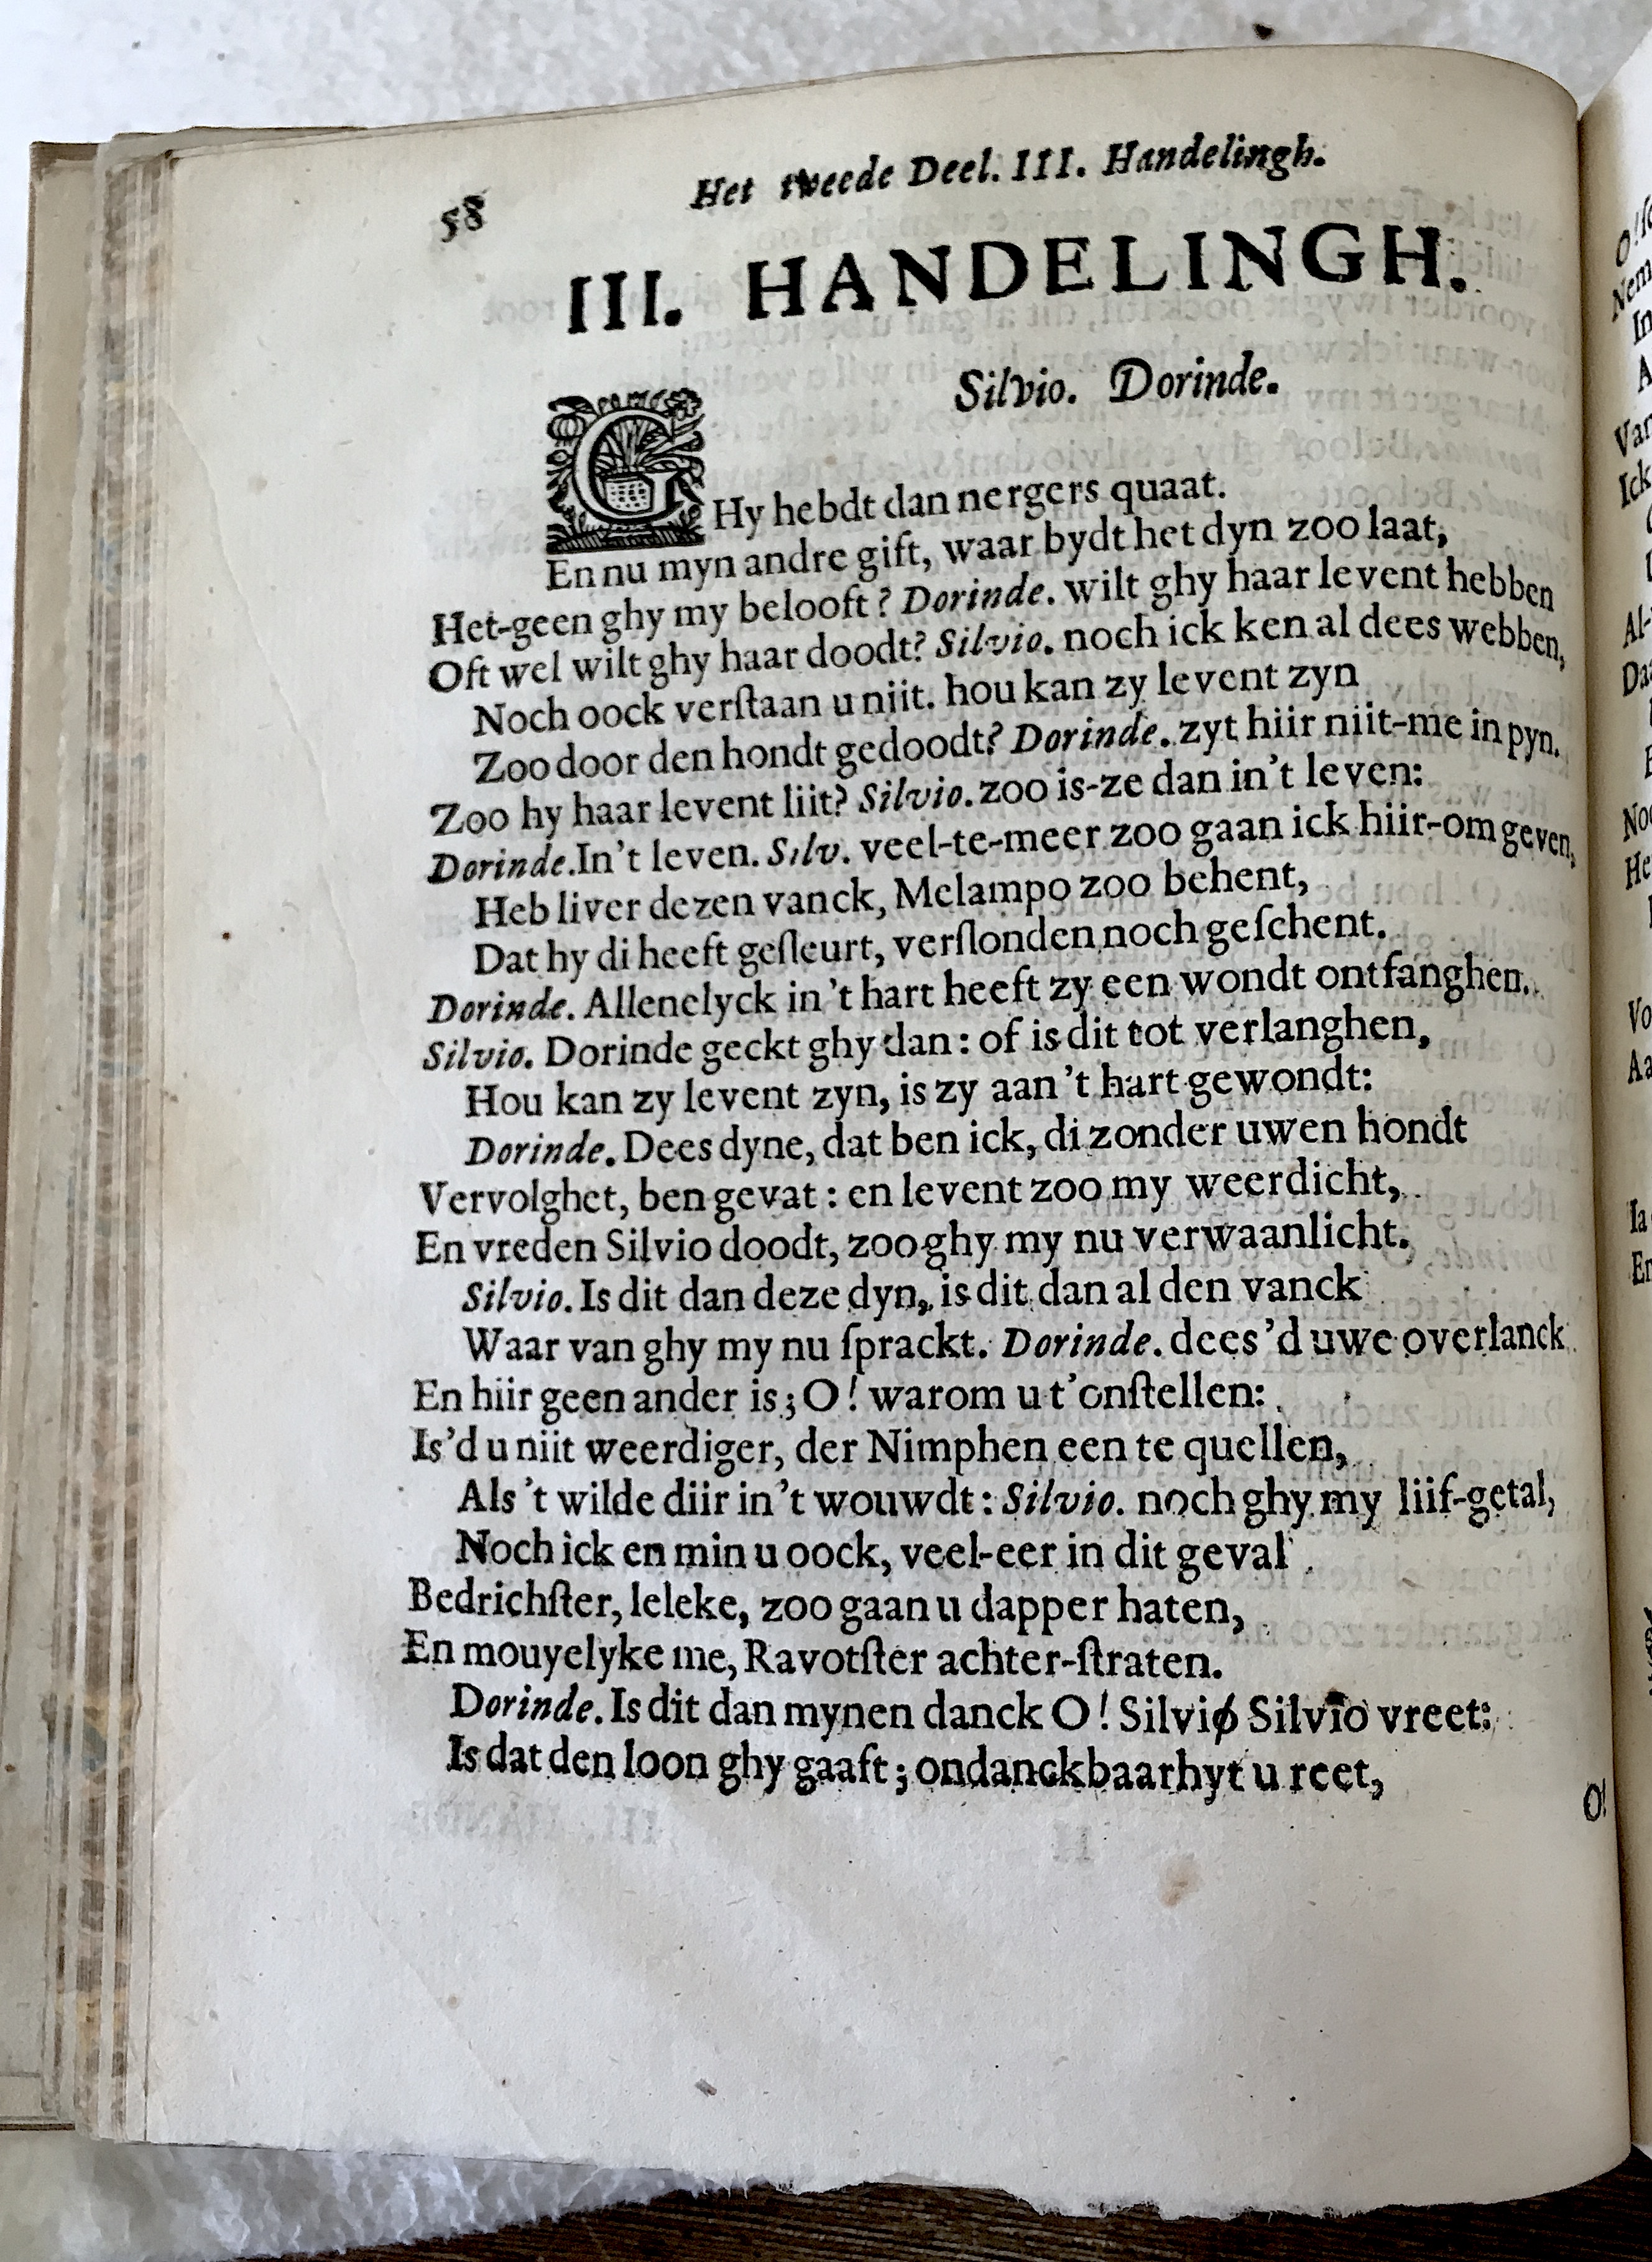 58 Het tweede Deel. III. Handelingh.
III. HANDELINGH.
Silvio. Dorinde.
GHy hebdt dan nergers quaat.
En nu myn andre gift, waar bydt het dyn zoo laat,
Het-geen ghy my belooft? Dorinde. wilt ghy haar levent hebben
Oft wel wilt ghy haar doodt? Silvio. noch ick ken al dees webben,
Noch oock verſtaan u niit. hou kan zy levent zyn
Zoo door den hondt gedoodt? Dorinde. zyt hiir niit-me in pyn.
Zoo hy haar levent liit? Silvio. zoo is-ze dan in't leven:
Dorinde. In't leven. Silv. veel-te-meer zoo gaan ick hiir-om geven,
Heb liver dezen vanck, Melampo zoo behent,
Dat hy di heeft geſleurt, verſlonden noch geſchent.
Dorinde. Allenelyck in't hart heeft zy een wondt ontfanghen.
Silvio. Dorinde geckt ghy dan: of is dit tot verlanghen,
Hou kan zy levent zyn, is zy aan't hart gewondt:
Dorinde. Dees dyne, dat ben ick, di zonder uwen hondt
Vervolghet, ben gevat: en levent zoo my weerdicht,
En vreden Silvio doodt, zoo ghy my nu verwaanlicht.
Silvio. Is dit dan deze dyn, is dit dan al den vanck
Waar van ghy my nu ſprackt. Dorinde. dees'd uwe overlanck
En hiir geen ander is; O! warom u t'onſtellen:
Is'd u niit weerdiger, der Nimphen een te quellen,
Als 't wilde diir in't wouwdt: Silvio. noch ghy my liif-getal,
Noch ick en min u oock, veel-eer in dit geval
Bedrichſter, leleke, zoo gaan u dapper haten,
En mouyelyke me, Ravotſter achter-ſtraten.
Dorinde. Is dit dan mynen danck O! Silvio Silvio vreet:
Is dat den loon ghy gaaft; ondanckbaarhyt u reet,
O!